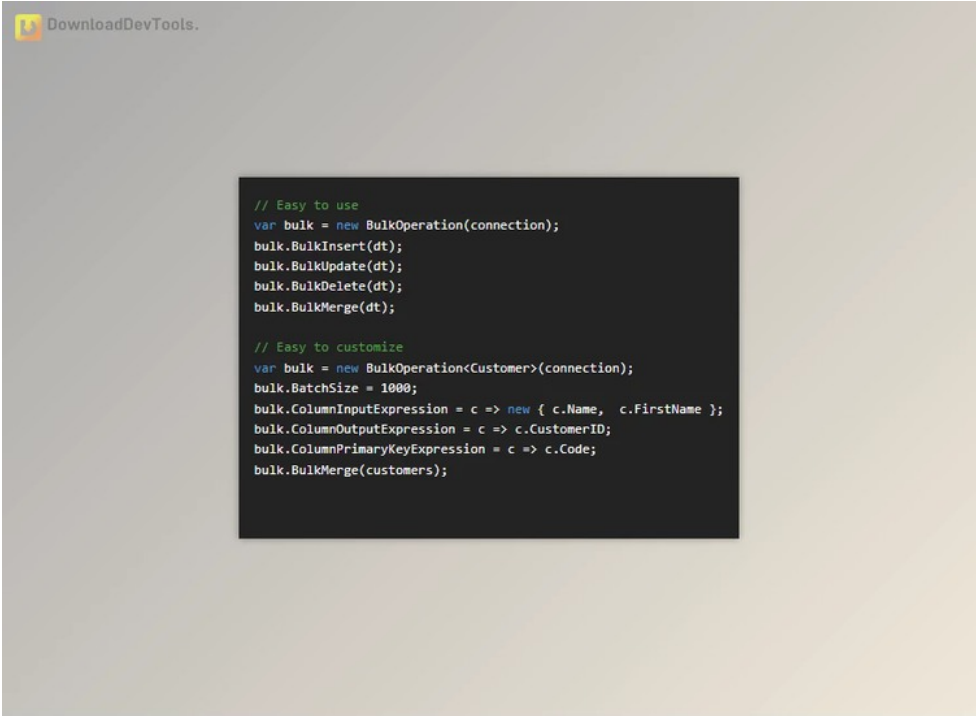 DownloadDevTools.
// Easy to use
var bulk = new BulkOperation(connection);
bulk.BulkInsert(dt);
bulk.BulkUpdate(dt);
bulk.BulkDelete(dt);
bulk.BulkMerge(dt);
// Easy to customize
var bulk = new BulkOperation<Customer>(connection);
bulk.BatchSize = 1000;
bulk.ColumnInputExpression = c => new { c.Name,  c.FirstName };
bulk.ColumnOutputExpression = c => c.CustomerID;
bulk.ColumnPrimaryKeyExpression = c => c.Code;
bulk.BulkMerge(customers);